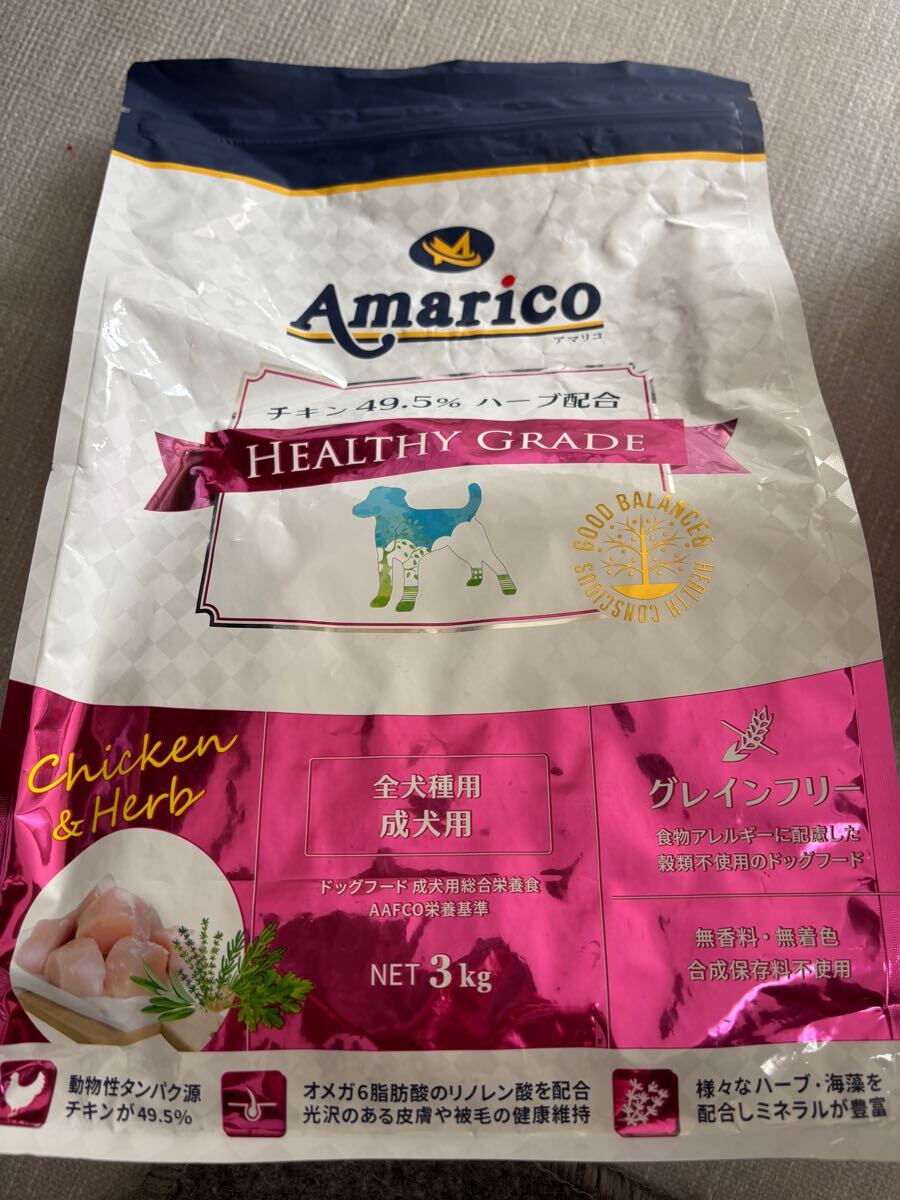 Amarico
アマリコ
チキン 49.5% ハーブ配合
HEALTHY GRADE
GOOD BALANCE& HEALTH CONSCIOUS
Chicken
& Herb
全犬種用
成犬用
ドッグフード 成犬用総合栄養食
AAFCO栄養基準
NET 3kg
グレインフリー
食物アレルギーに配慮した
穀類不使用のドッグフード
無香料・無着色
合成保存料不使用
動物性タンパク源
チキンが49.5%
オメガ6脂肪酸のリノレン酸を配合
光沢のある皮膚や被毛の健康維持
様々なハーブ・海藻を
配合しミネラルが豊富